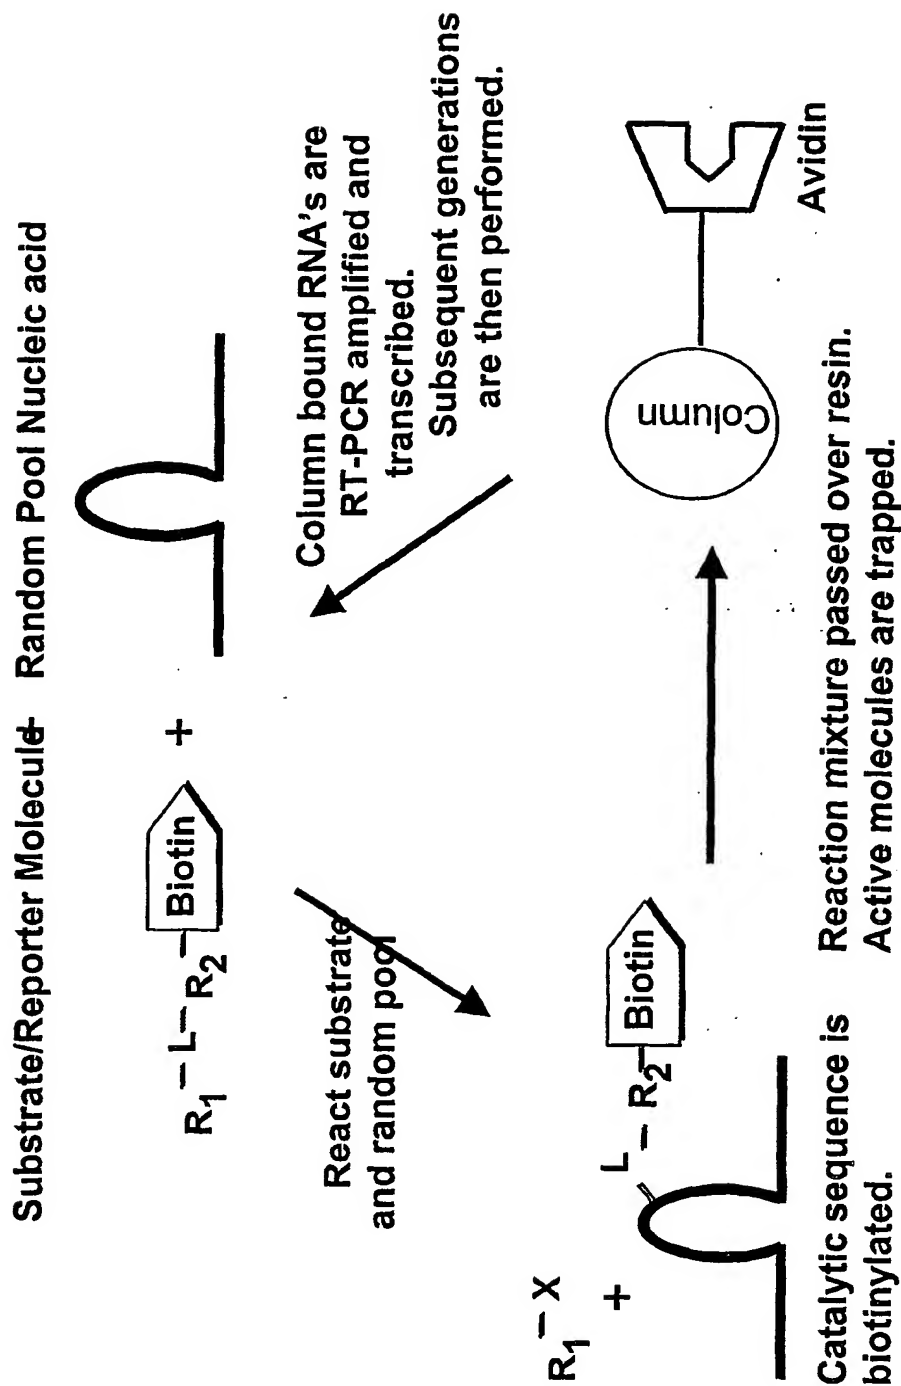 Substrate/Reporter Molecule + Random Pool Nucleic acid
R1 – L – R2 – Biotin +
React substrate
and random pool
Column bound RNA's are
RT-PCR amplified and
transcribed.
Subsequent generations
are then performed.
R1 – X
+
L – R2 – Biotin
Column
Avidin
Catalytic sequence is
biotinylated.
Reaction mixture passed over resin.
Active molecules are trapped.